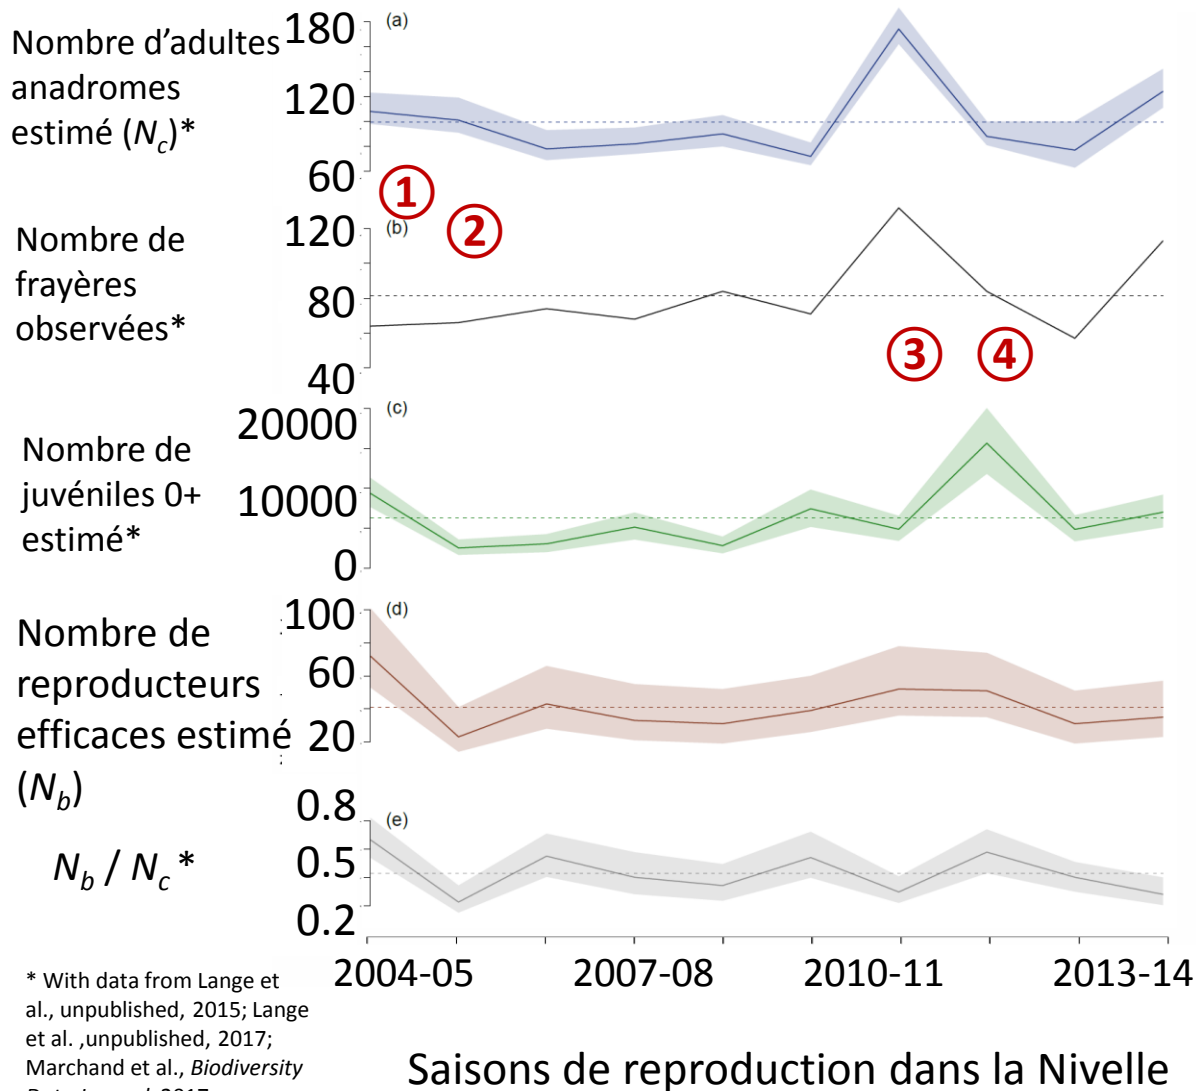 Nombre d'adultes
anadromes
estimé (Nc)*
180
120
60
(a)
1
2
Nombre de
frayères
observées*
120
80
40
(b)
3
4
Nombre de
juvéniles 0+
estimé*
20000
10000
0
(c)
Nombre de
reproducteurs
efficaces estimé
(Nb)
100
60
20
(d)
Nb / Nc*
0.8
0.5
0.2
(e)
2004-05
2007-08
2010-11
2013-14
* With data from Lange et
al., unpublished, 2015; Lange
et al. ,unpublished, 2017;
Marchand et al., Biodiversity
Saisons de reproduction dans la Nivelle